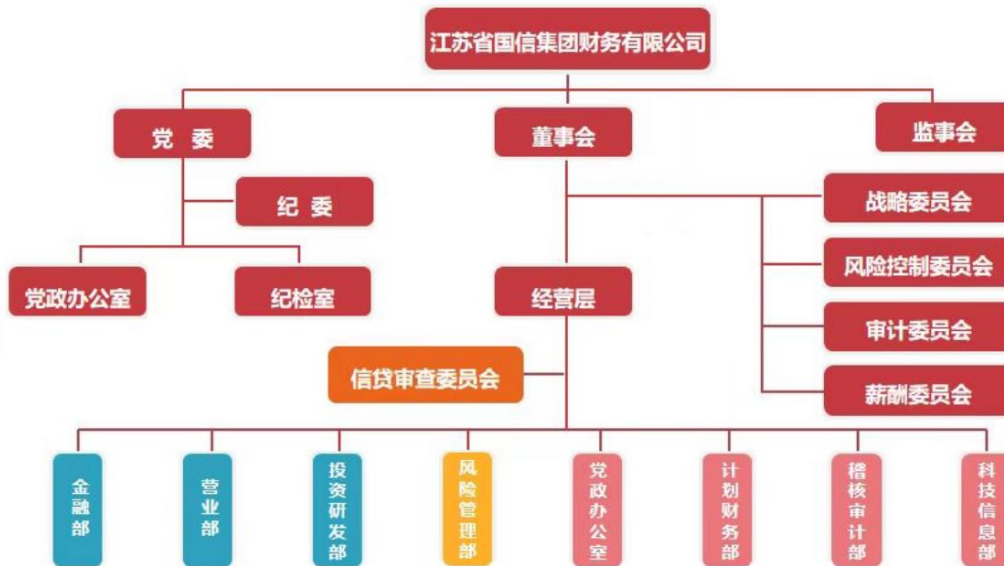 江苏省国信集团财务有限公司
党 委
董事会
监事会
纪 委
战略委员会
党政办公室
纪检室
经营层
风险控制委员会
审计委员会
信贷审查委员会
薪酬委员会
金融部
营业部
投资研发部
风险管理部
党政办公室
计划财务部
稽核审计部
科技信息部